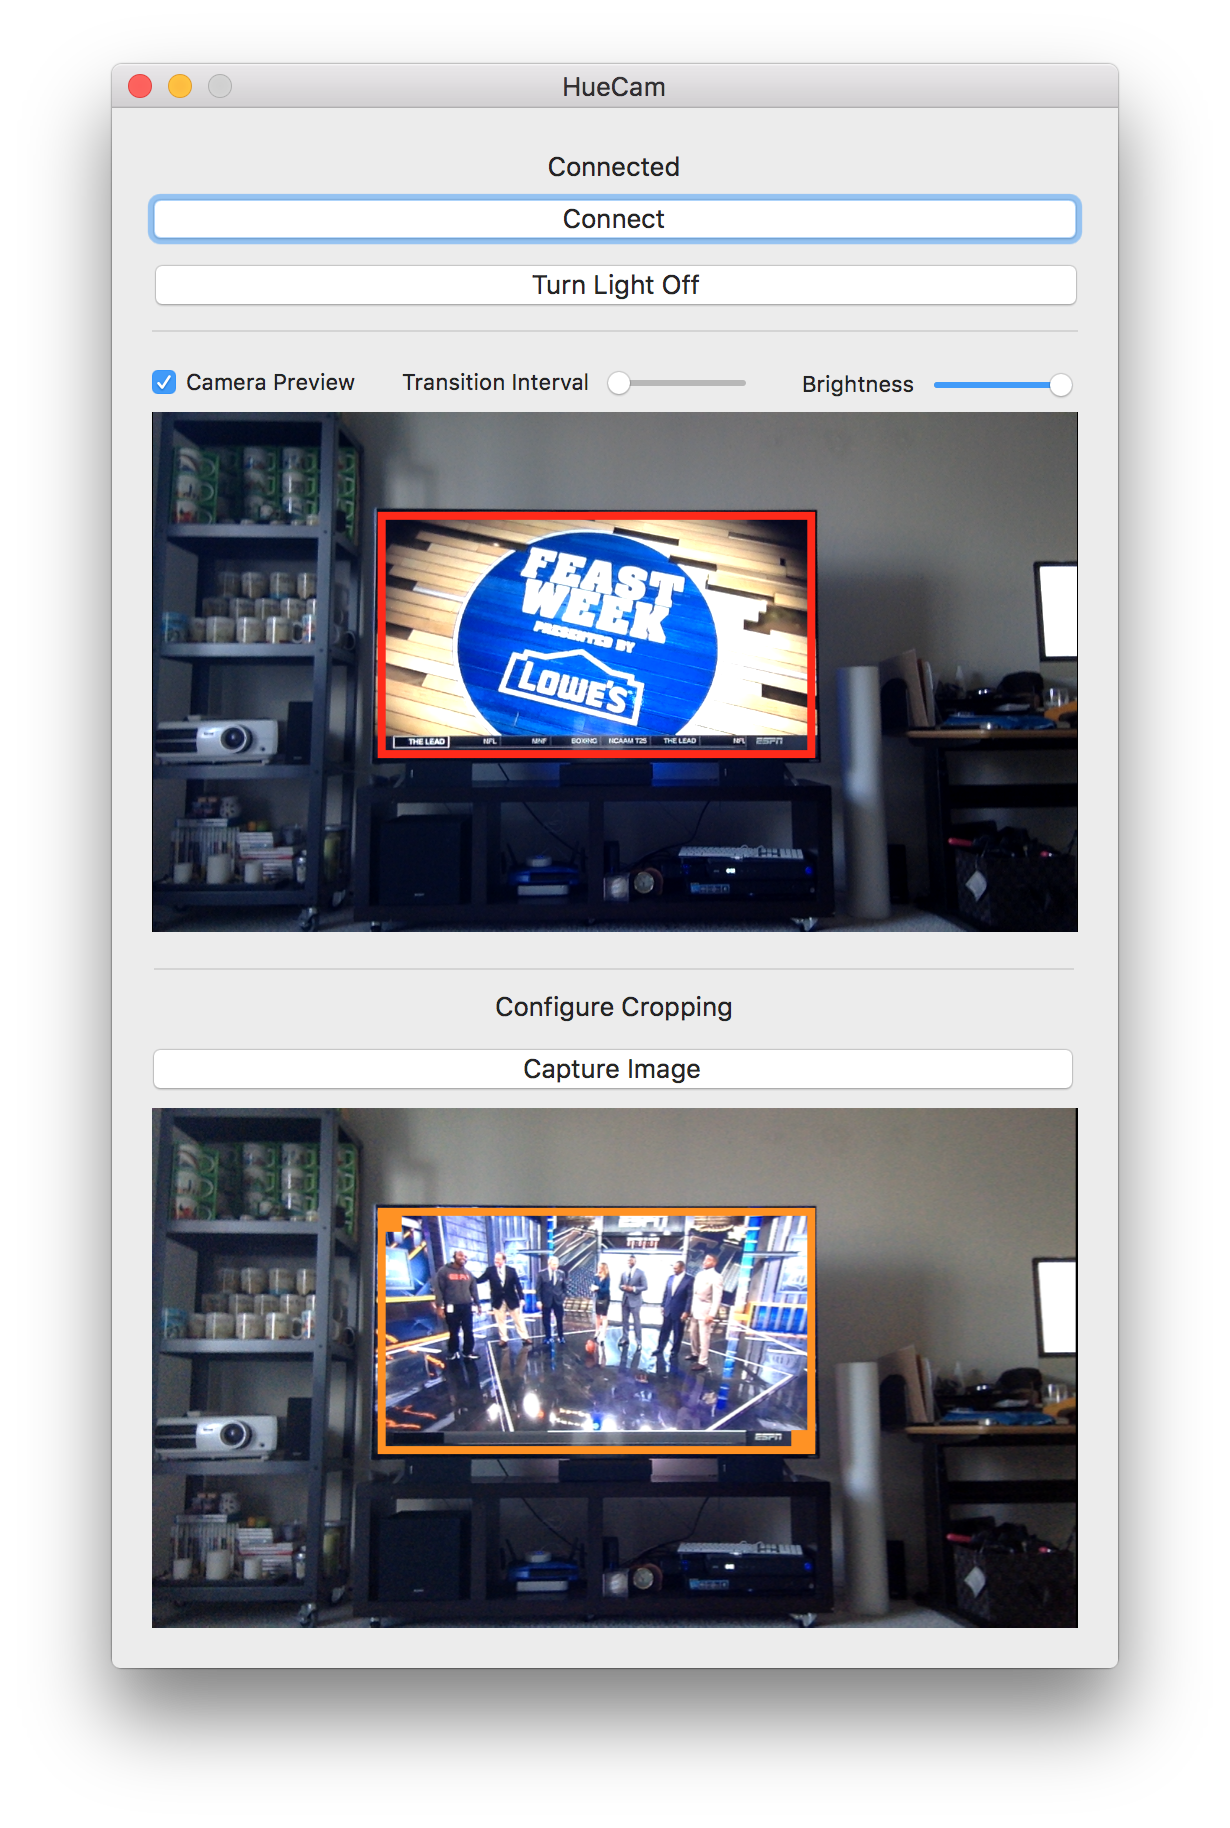 HueCam
Connected
Connect
Turn Light Off
Camera Preview Transition Interval Brightness
FEAST
WEEK
PRESENTED BY
LOWE'S
THE LEAD NFL MNF BOXING NCAAM T25 THE LEAD NFL ESPN
Configure Cropping
Capture Image
ESPN
ESPN